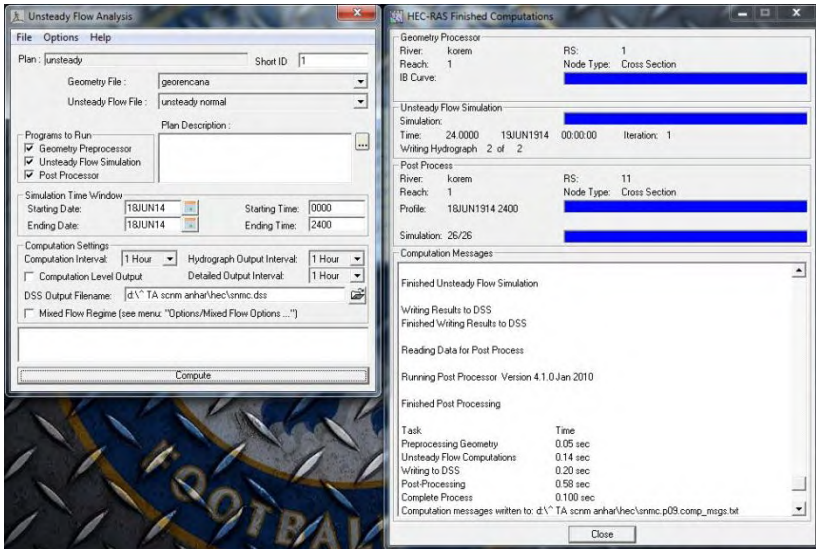 Unsteady Flow Analysis
File Options Help
Plan : unsteady Short ID 1
Geometry File : georencana
Unsteady Flow File : unsteady normal
Plan Description :
Programs to Run
Geometry Preprocessor
Unsteady Flow Simulation
Post Processor
...
Simulation Time Window
Starting Date: 18JUN14 Starting Time: 0000
Ending Date: 18JUN14 Ending Time: 2400
Computation Settings
Computation Interval: 1 Hour Hydrograph Output Interval: 1 Hour
Computation Level Output Detailed Output Interval: 1 Hour
DSS Output Filename: d:\^ TA scnm anhar\hec\snmc.dss
Mixed Flow Regime (see menu: "Options/Mixed Flow Options ...")
Compute
FOOTBAL
HEC-RAS Finished Computations
Geometry Processor
River: korem RS: 1
Reach: 1 Node Type: Cross Section
IB Curve:
Unsteady Flow Simulation
Simulation:
Time: 24.0000 19JUN1914 00:00:00 Iteration: 1
Writing Hydrograph 2 of 2
Post Process
River: korem RS: 11
Reach: 1 Node Type: Cross Section
Profile: 18JUN1914 2400
Simulation: 26/26
Computation Messages
Finished Unsteady Flow Simulation
Writing Results to DSS
Finished Writing Results to DSS
Reading Data for Post Process
Running Post Processor Version 4.1.0 Jan 2010
Finished Post Processing
Task Time
Preprocessing Geometry 0.05 sec
Unsteady Flow Computations 0.14 sec
Writing to DSS 0.20 sec
Post-Processing 0.58 sec
Complete Process 0.100 sec
Computation messages written to: d:\^ TA scnm anhar\hec\snmc.p09.comp_msgs.txt
Close